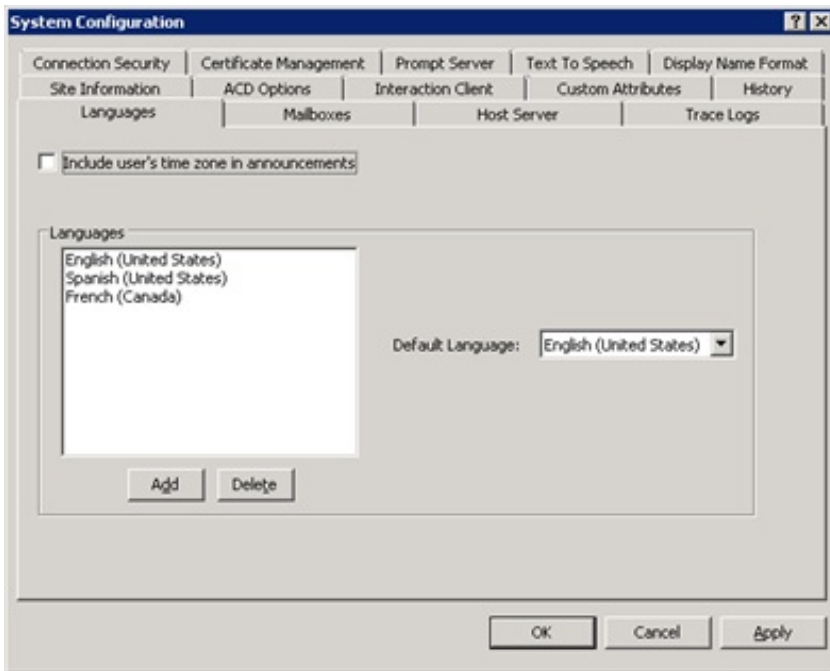 System Configuration
Connection Security Certificate Management Prompt Server Text To Speech Display Name Format
Site Information ACD Options Interaction Client Custom Attributes History
Languages Mailboxes Host Server Trace Logs
Include user's time zone in announcements
Languages
English (United States)
Spanish (United States)
French (Canada)
Default Language: English (United States)
Add Delete
OK Cancel Apply